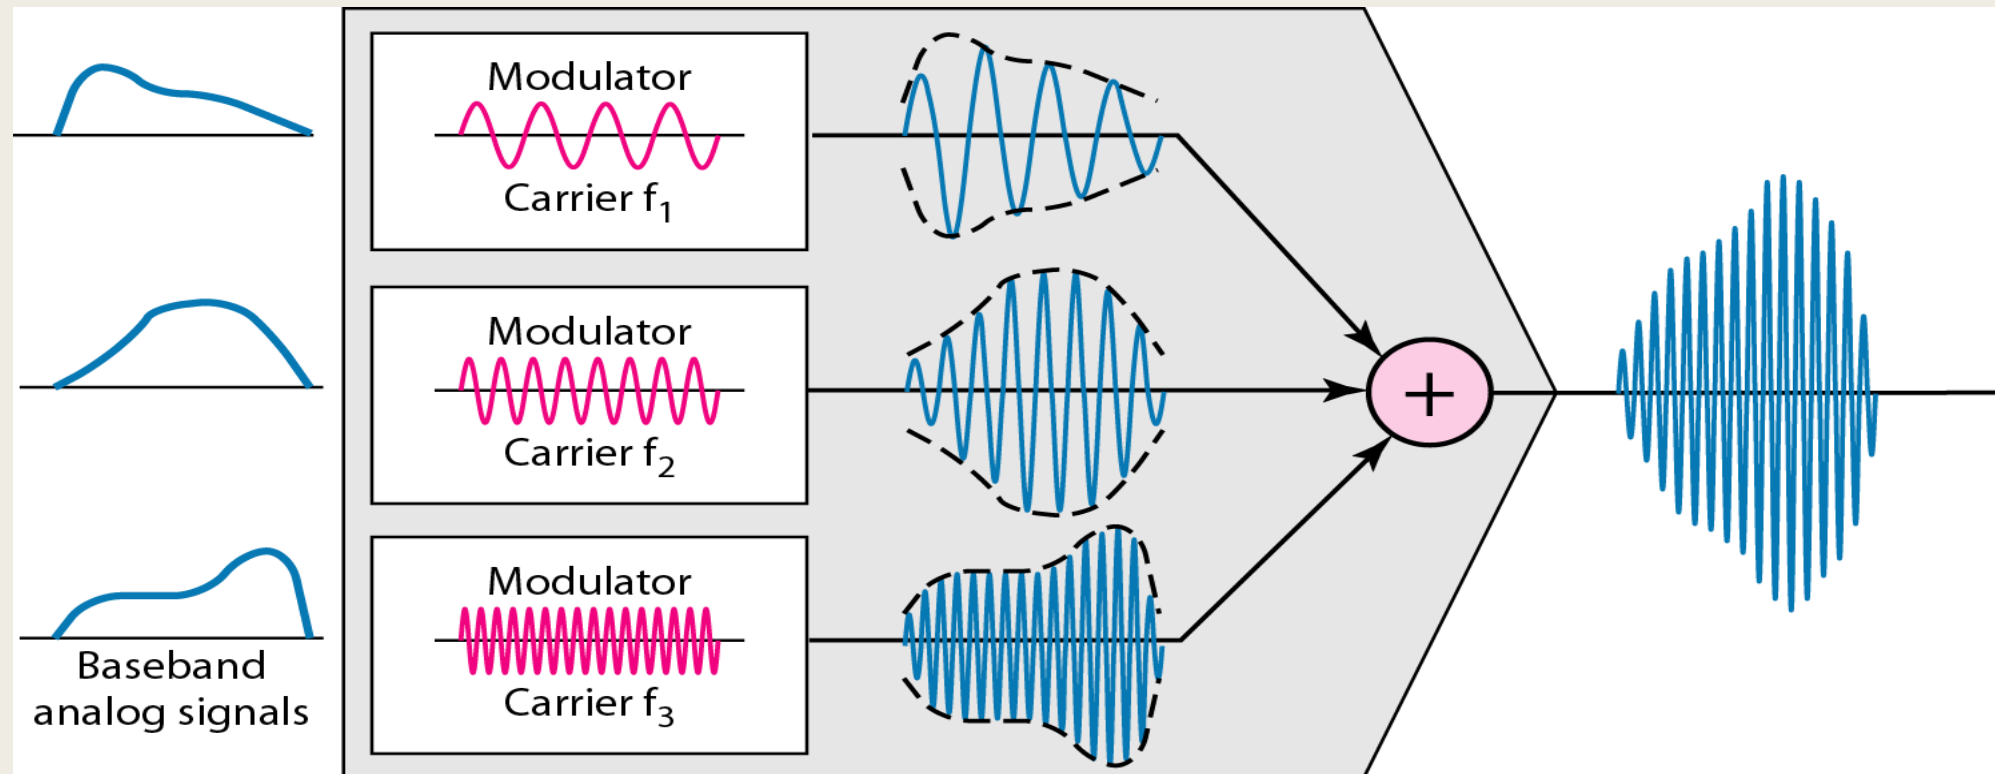 Modulator
Carrier f₁
Modulator
Carrier f₂
Modulator
Carrier f₃
Baseband
analog signals
+